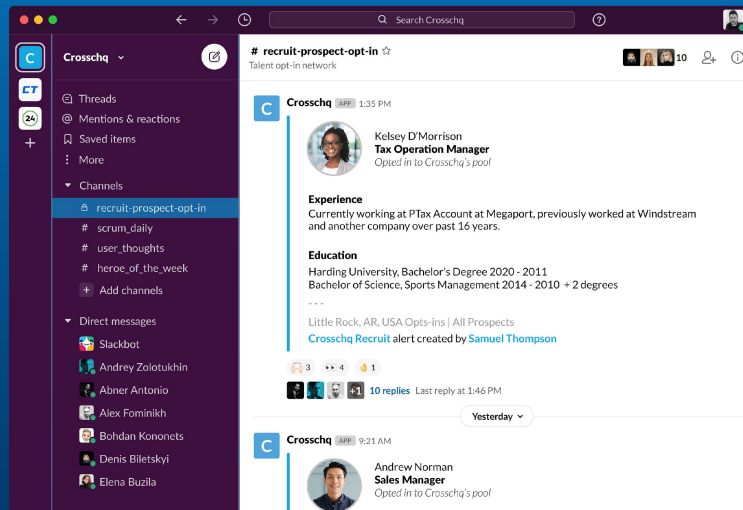 Search Crosschq
C
CT
24
Crosschq
Threads
Mentions & reactions
Saved items
More
Channels
recruit-prospect-opt-in
# scrum_daily
# user_thoughts
# heroe_of_the_week
+ Add channels
Direct messages
Slackbot
Andrey Zolotukhin
Abner Antonio
Alex Fominikh
Bohdan Kononets
Denis Biletskyi
Elena Buzila
# recruit-prospect-opt-in
Talent opt-in network
10
C
Crosschq APP 1:35 PM
Kelsey D'Morrison
Tax Operation Manager
Opted in to Crosschq's pool
Experience
Currently working at PTax Account at Megaport, previously worked at Windstream
and another company over past 16 years.
Education
Harding University, Bachelor's Degree 2020 - 2011
Bachelor of Science, Sports Management 2014 - 2010 + 2 degrees
- - -
Little Rock, AR, USA Opts-ins | All Prospects
Crosschq Recruit alert created by Samuel Thompson
3 4 1
+1 10 replies Last reply at 1:46 PM
Yesterday
C
Crosschq APP 9:21 AM
Andrew Norman
Sales Manager
Opted in to Crosschq's pool